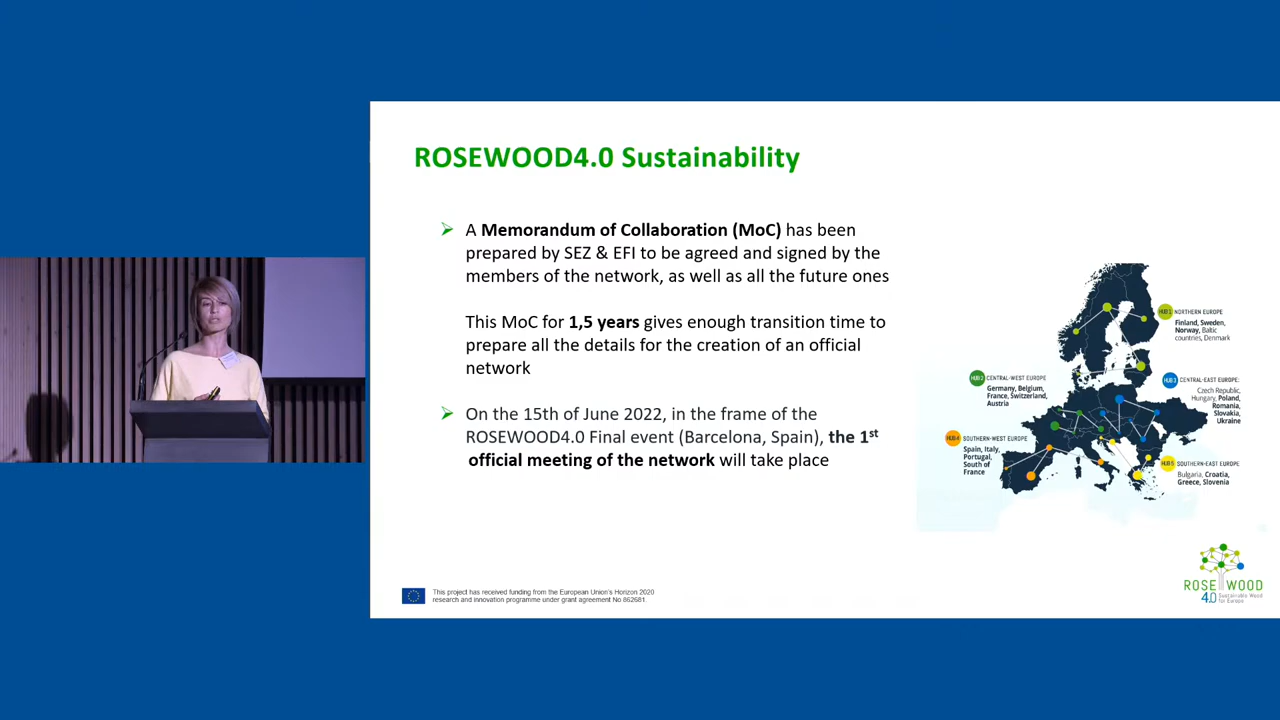 ROSEWOOD4.0 Sustainability
A Memorandum of Collaboration (MoC) has been
prepared by SEZ & EFI to be agreed and signed by the
members of the network, as well as all the future ones
This MoC for 1,5 years gives enough transition time to
prepare all the details for the creation of an official
network
On the 15th of June 2022, in the frame of the
ROSEWOOD4.0 Final event (Barcelona, Spain), the 1st
official meeting of the network will take place
HUB 1 NORTHERN EUROPE
Finland, Sweden,
Norway, Baltic
countries, Denmark
HUB 2 CENTRAL-WEST EUROPE
Germany, Belgium,
France, Switzerland,
Austria
HUB 3 CENTRAL-EAST EUROPE:
Czech Republic,
Hungary, Poland,
Romania,
Slovakia,
Ukraine
HUB 4 SOUTHERN-WEST EUROPE
Spain, Italy,
Portugal,
South of
France
HUB 5 SOUTHERN-EAST EUROPE
Bulgaria, Croatia,
Greece, Slovenia
ROSEWOOD
4.0 Sustainable Wood
for Europe
This project has received funding from the European Union's Horizon 2020
research and innovation programme under grant agreement No 862681.